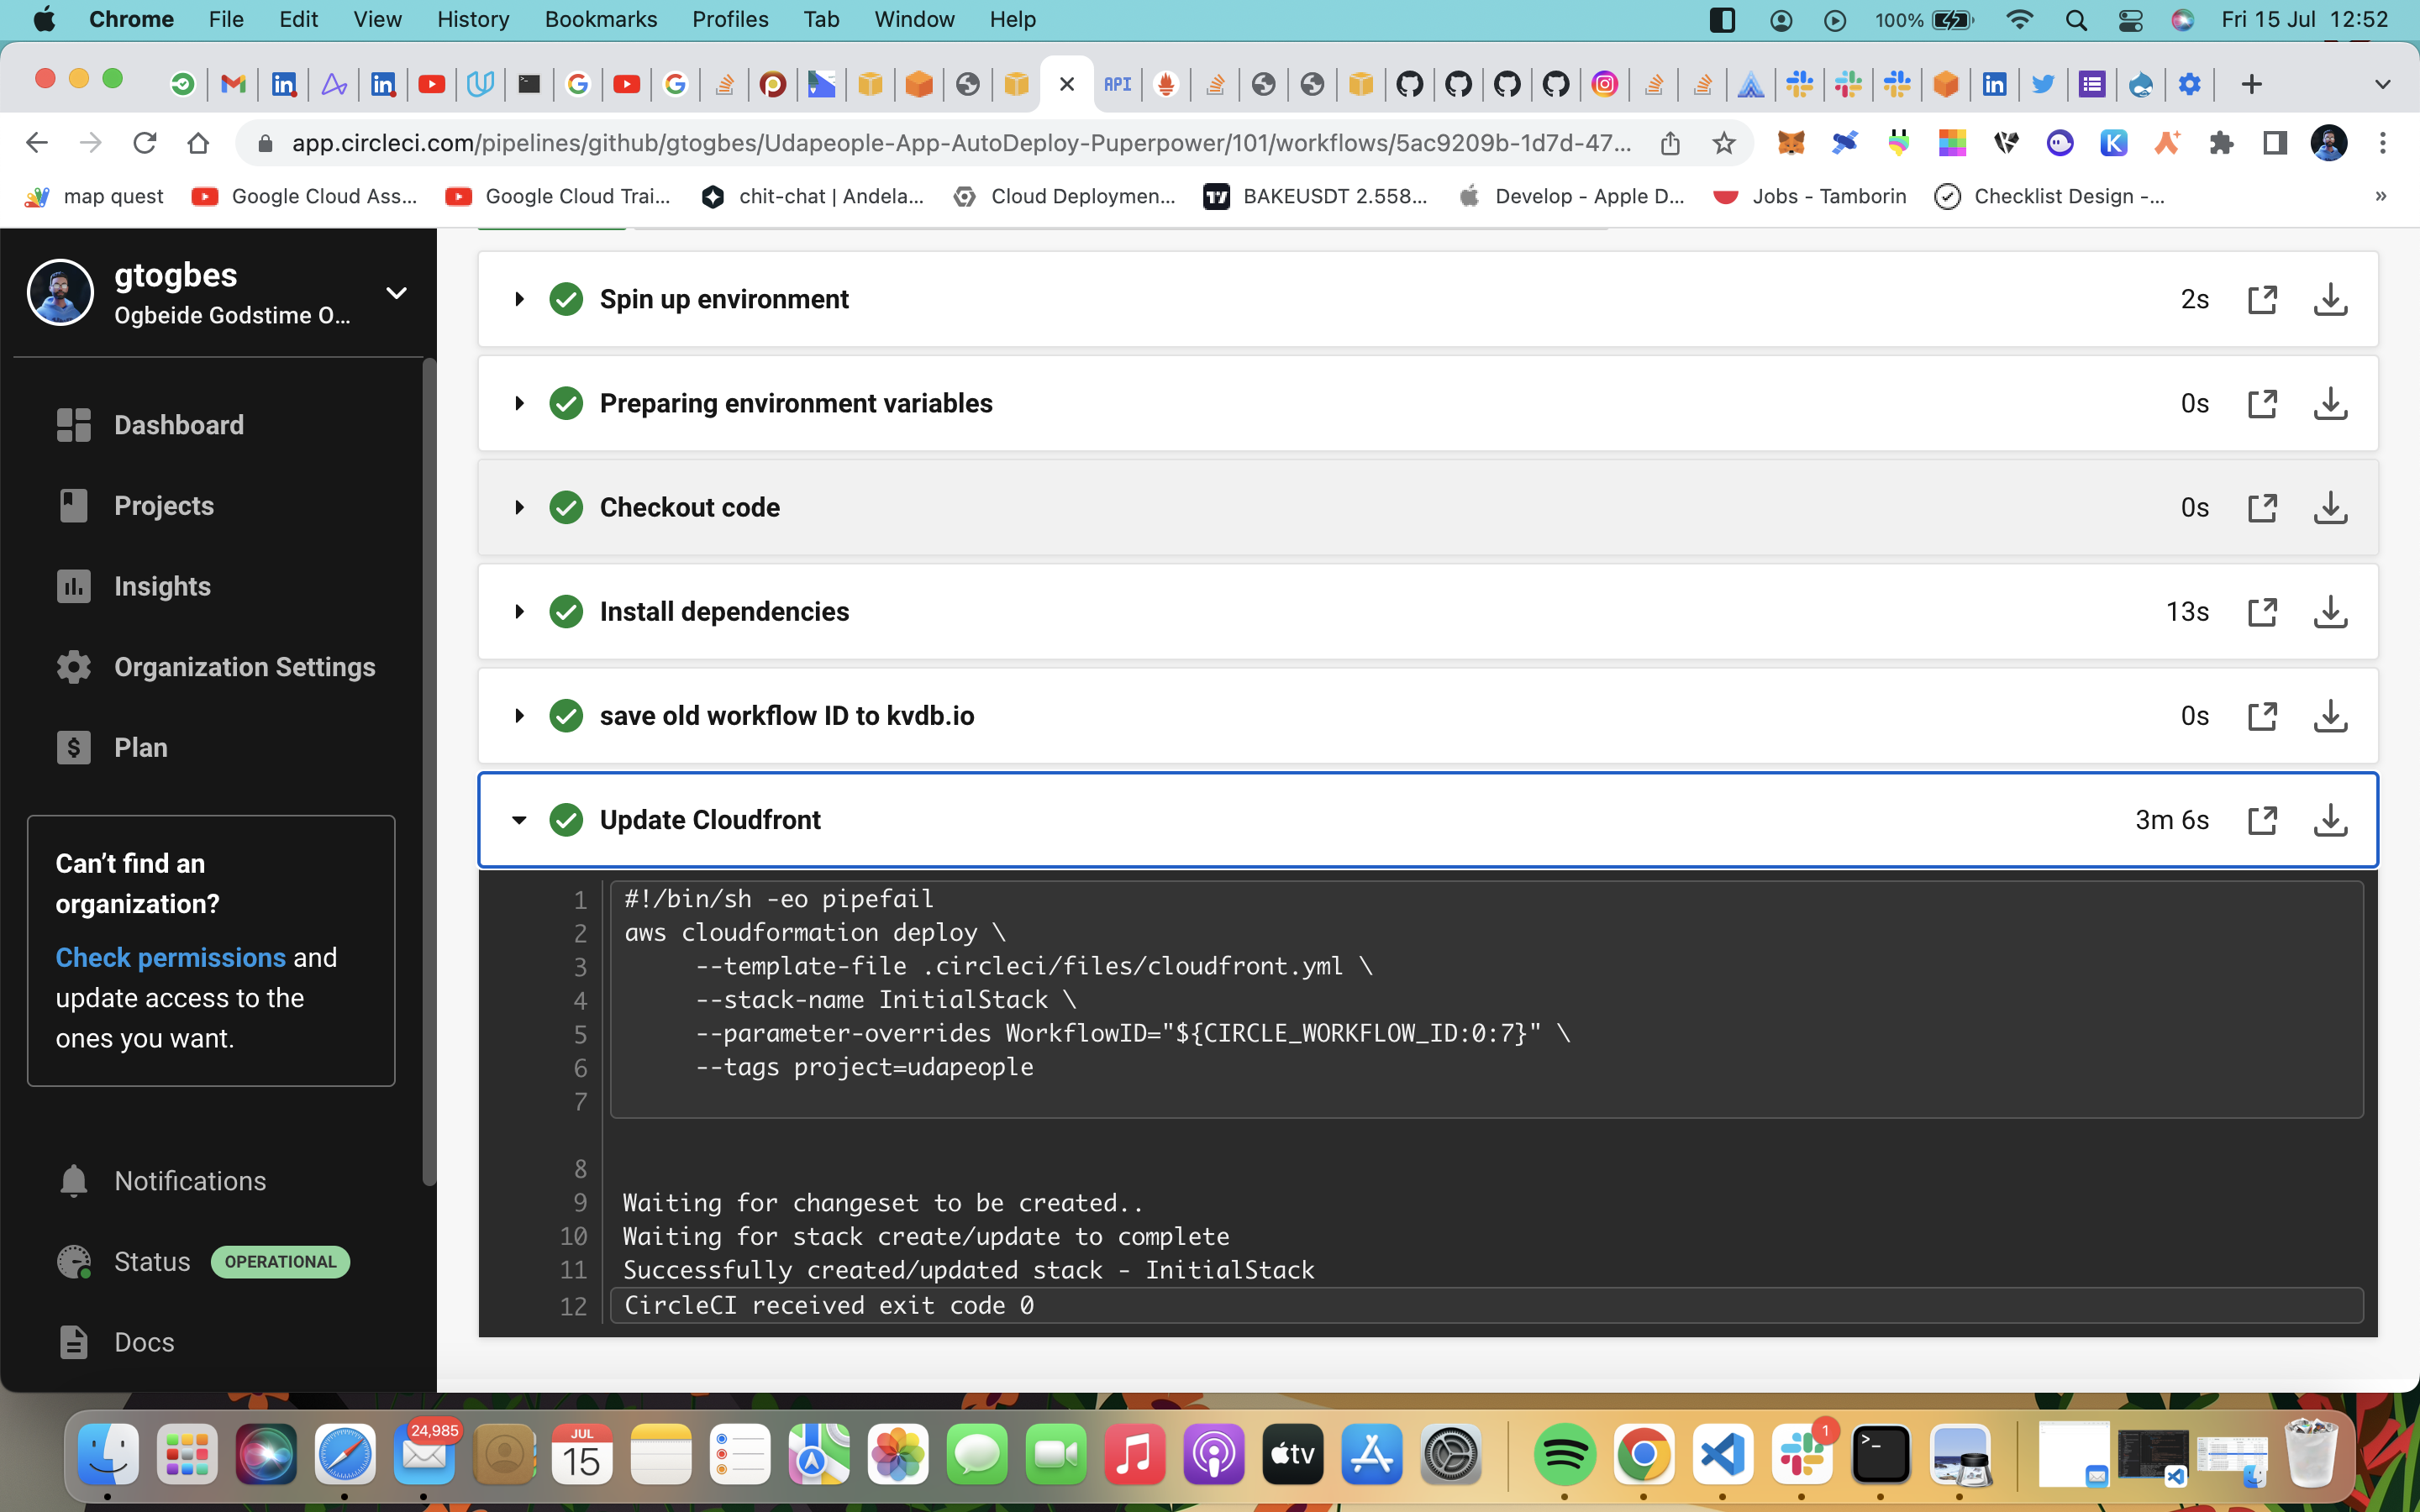 Chrome File Edit View History Bookmarks Profiles Tab Window Help 100% Fri 15 Jul 12:52
API
app.circleci.com/pipelines/github/gtogbes/Udapeople-App-AutoDeploy-Puperpower/101/workflows/5ac9209b-1d7d-47...
map quest Google Cloud Ass... Google Cloud Trai... chit-chat | Andela... Cloud Deploymen... BAKEUSDT 2.558... Develop - Apple D... Jobs - Tamborin Checklist Design -... »
gtogbes
Ogbeide Godstime O...
Dashboard
Projects
Insights
Organization Settings
Plan
Can't find an
organization?
Check permissions and
update access to the
ones you want.
Notifications
Status OPERATIONAL
Docs
Spin up environment 2s
Preparing environment variables 0s
Checkout code 0s
Install dependencies 13s
save old workflow ID to kvdb.io 0s
Update Cloudfront 3m 6s
1 #!/bin/sh -eo pipefail
2 aws cloudformation deploy \
3 --template-file .circleci/files/cloudfront.yml \
4 --stack-name InitialStack \
5 --parameter-overrides WorkflowID="${CIRCLE_WORKFLOW_ID:0:7}" \
6 --tags project=udapeople
7
8
9 Waiting for changeset to be created..
10 Waiting for stack create/update to complete
11 Successfully created/updated stack - InitialStack
12 CircleCI received exit code 0
24,985
JUL
15
tv
1